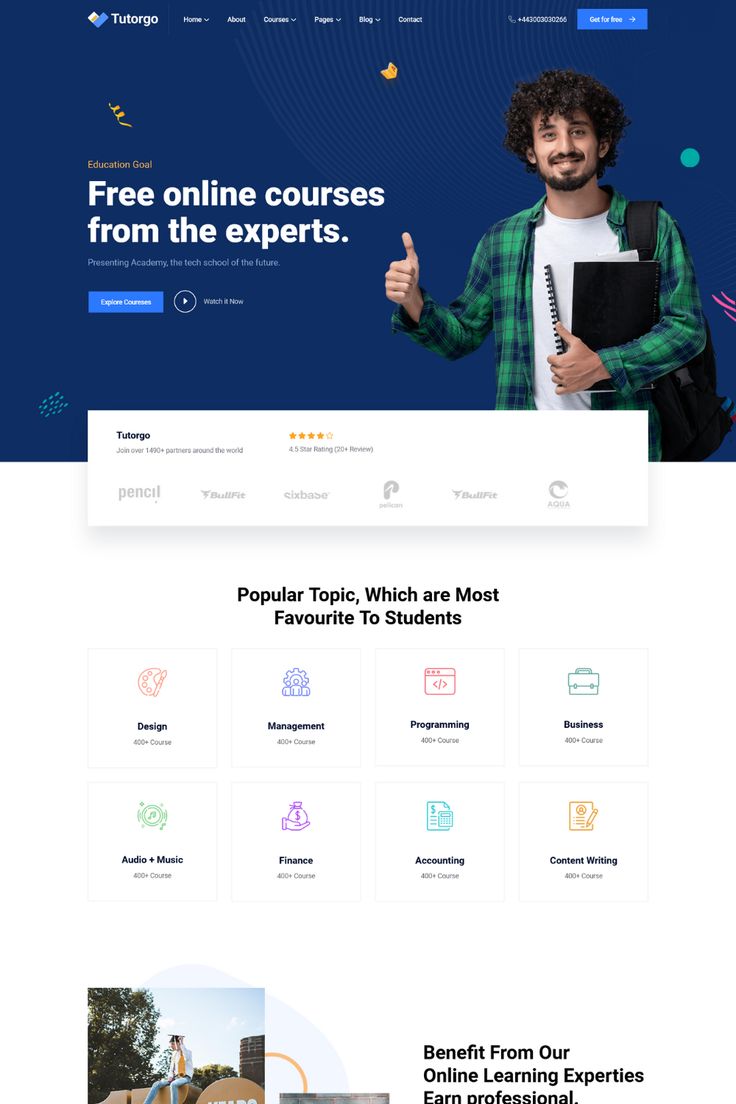 Tutorgo
Home
About
Courses
Pages
Blog
Contact
+443003030266
Get for free
Education Goal
Free online courses
from the experts.
Presenting Academy, the tech school of the future.
Explore Coureses
Watch it Now
Tutorgo
Join over 1490+ partners around the world
4.5 Star Rating (20+ Review)
pencil
BullFit
sixbase
pelican
BullFit
AQUA
Popular Topic, Which are Most
Favourite To Students
Design
400+ Course
Management
400+ Course
Programming
400+ Course
Business
400+ Course
Audio + Music
400+ Course
Finance
400+ Course
Accounting
400+ Course
Content Writing
400+ Course
Benefit From Our
Online Learning Experties
Earn professional.